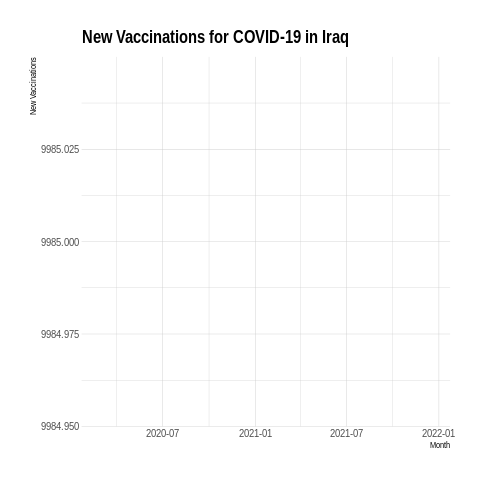 New Vaccinations for COVID-19 in Iraq
New Vaccinations
9985.025
9985.000
9984.975
9984.950
2020-07 2021-01 2021-07 2022-01
Month